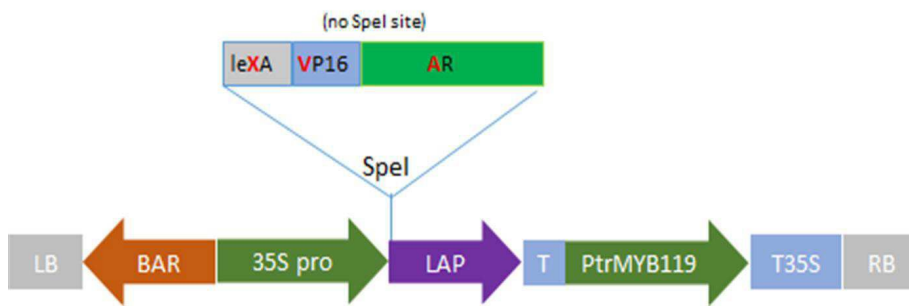 (no SpeI site)
leXA VP16 AR
SpeI
LB BAR 35S pro LAP T PtrMYB119 T35S RB